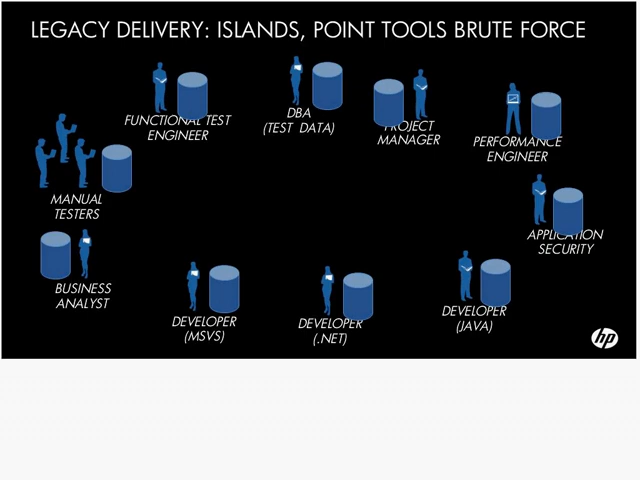 LEGACY DELIVERY: ISLANDS, POINT TOOLS BRUTE FORCE
FUNCTIONAL TEST
ENGINEER
DBA
(TEST DATA)
PROJECT
MANAGER
PERFORMANCE
ENGINEER
MANUAL
TESTERS
APPLICATION
SECURITY
BUSINESS
ANALYST
DEVELOPER
(MSVS)
DEVELOPER
(.NET)
DEVELOPER
(JAVA)
hp